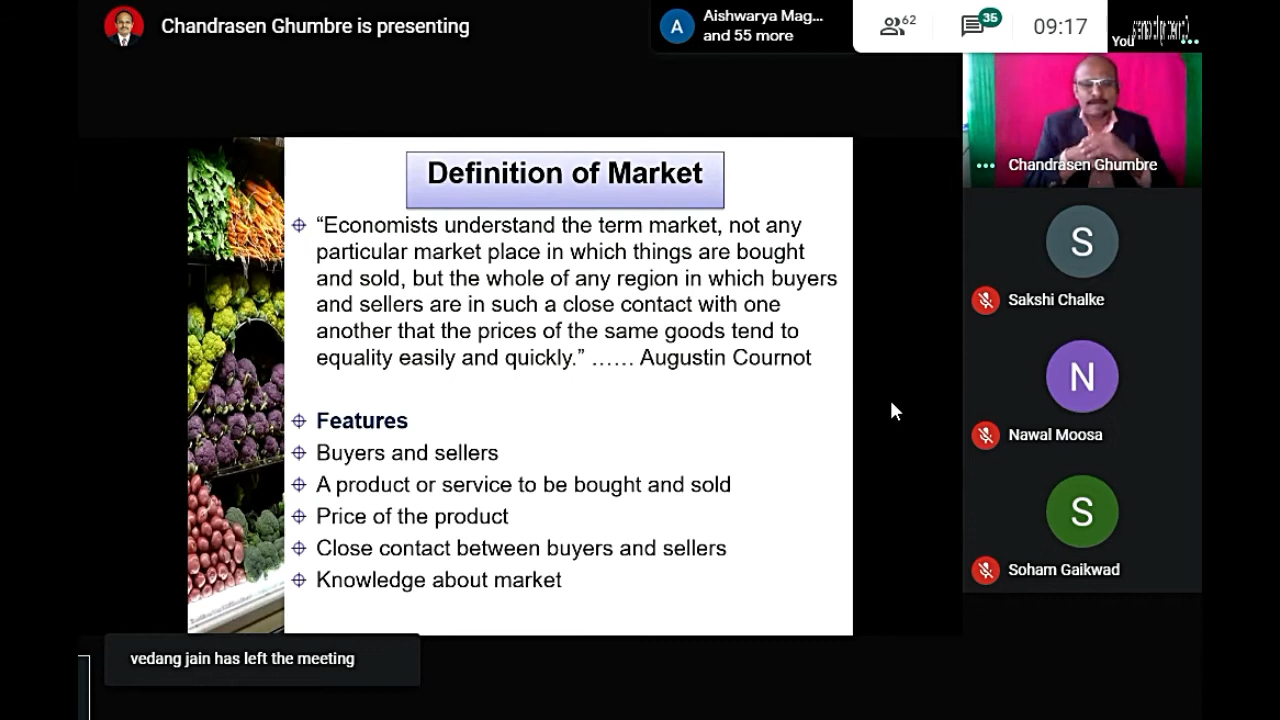 Chandrasen Ghumbre is presenting
Aishwarya Mag...
and 55 more
62
35
09:17
You
Definition of Market
“Economists understand the term market, not any
particular market place in which things are bought
and sold, but the whole of any region in which buyers
and sellers are in such a close contact with one
another that the prices of the same goods tend to
equality easily and quickly.” …… Augustin Cournot
Features
Buyers and sellers
A product or service to be bought and sold
Price of the product
Close contact between buyers and sellers
Knowledge about market
Chandrasen Ghumbre
S
Sakshi Chalke
N
Nawal Moosa
S
Soham Gaikwad
A
vedang jain has left the meeting